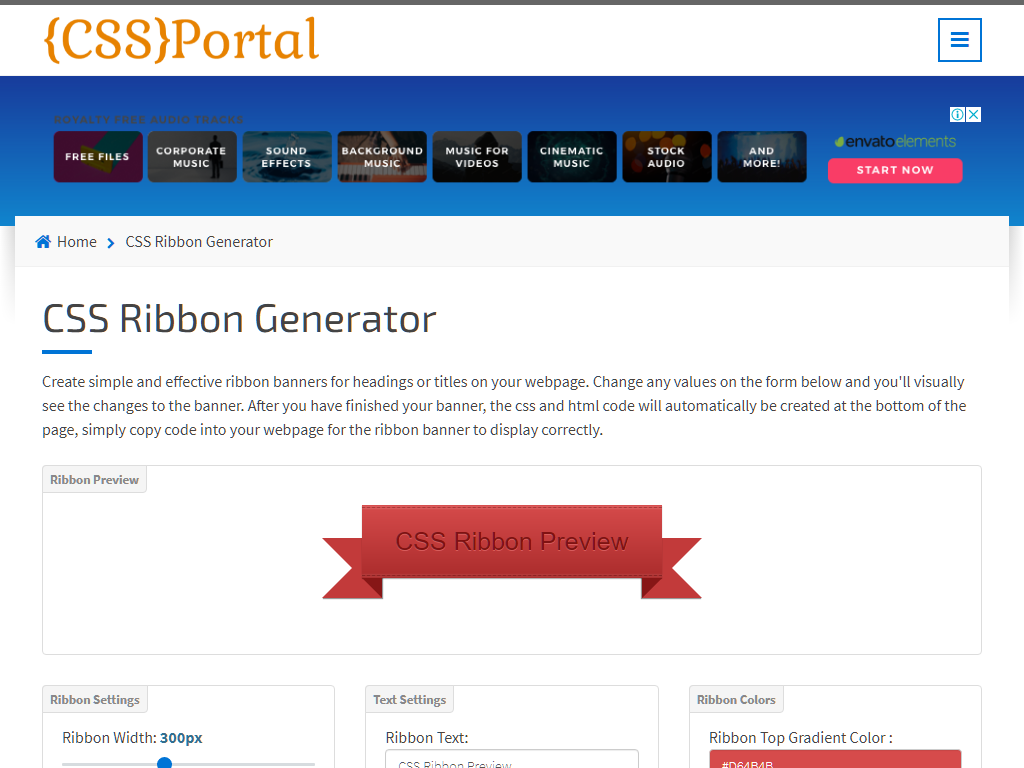 {CSS}Portal
ROYALTY FREE AUDIO TRACKS
FREE FILES
CORPORATE MUSIC
SOUND EFFECTS
BACKGROUND MUSIC
MUSIC FOR VIDEOS
CINEMATIC MUSIC
STOCK AUDIO
AND MORE!
envatoelements
START NOW
Home
CSS Ribbon Generator
CSS Ribbon Generator
Create simple and effective ribbon banners for headings or titles on your webpage. Change any values on the form below and you'll visually
see the changes to the banner. After you have finished your banner, the css and html code will automatically be created at the bottom of the
page, simply copy code into your webpage for the ribbon banner to display correctly.
Ribbon Preview
CSS Ribbon Preview
Ribbon Settings
Ribbon Width: 300px
Text Settings
Ribbon Text:
CSS Ribbon Preview
Ribbon Colors
Ribbon Top Gradient Color :
#D64B4B